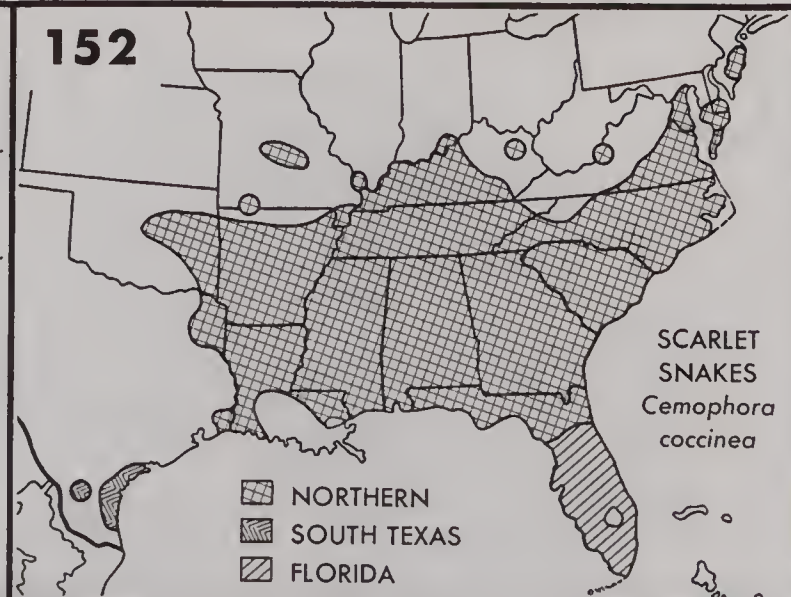 152
SCARLET
SNAKES
Cemophora
coccinea
NORTHERN
SOUTH TEXAS
FLORIDA